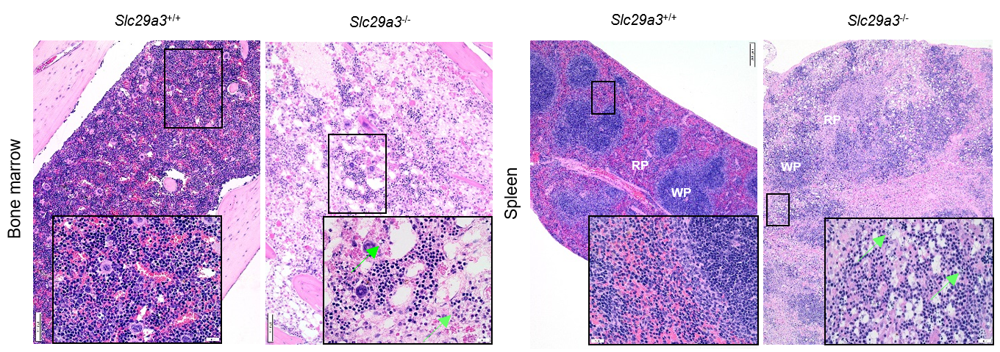 Slc29a3+/+
Slc29a3-/-
Slc29a3+/+
Slc29a3-/-
Bone marrow
Spleen
RP
WP
RP
WP